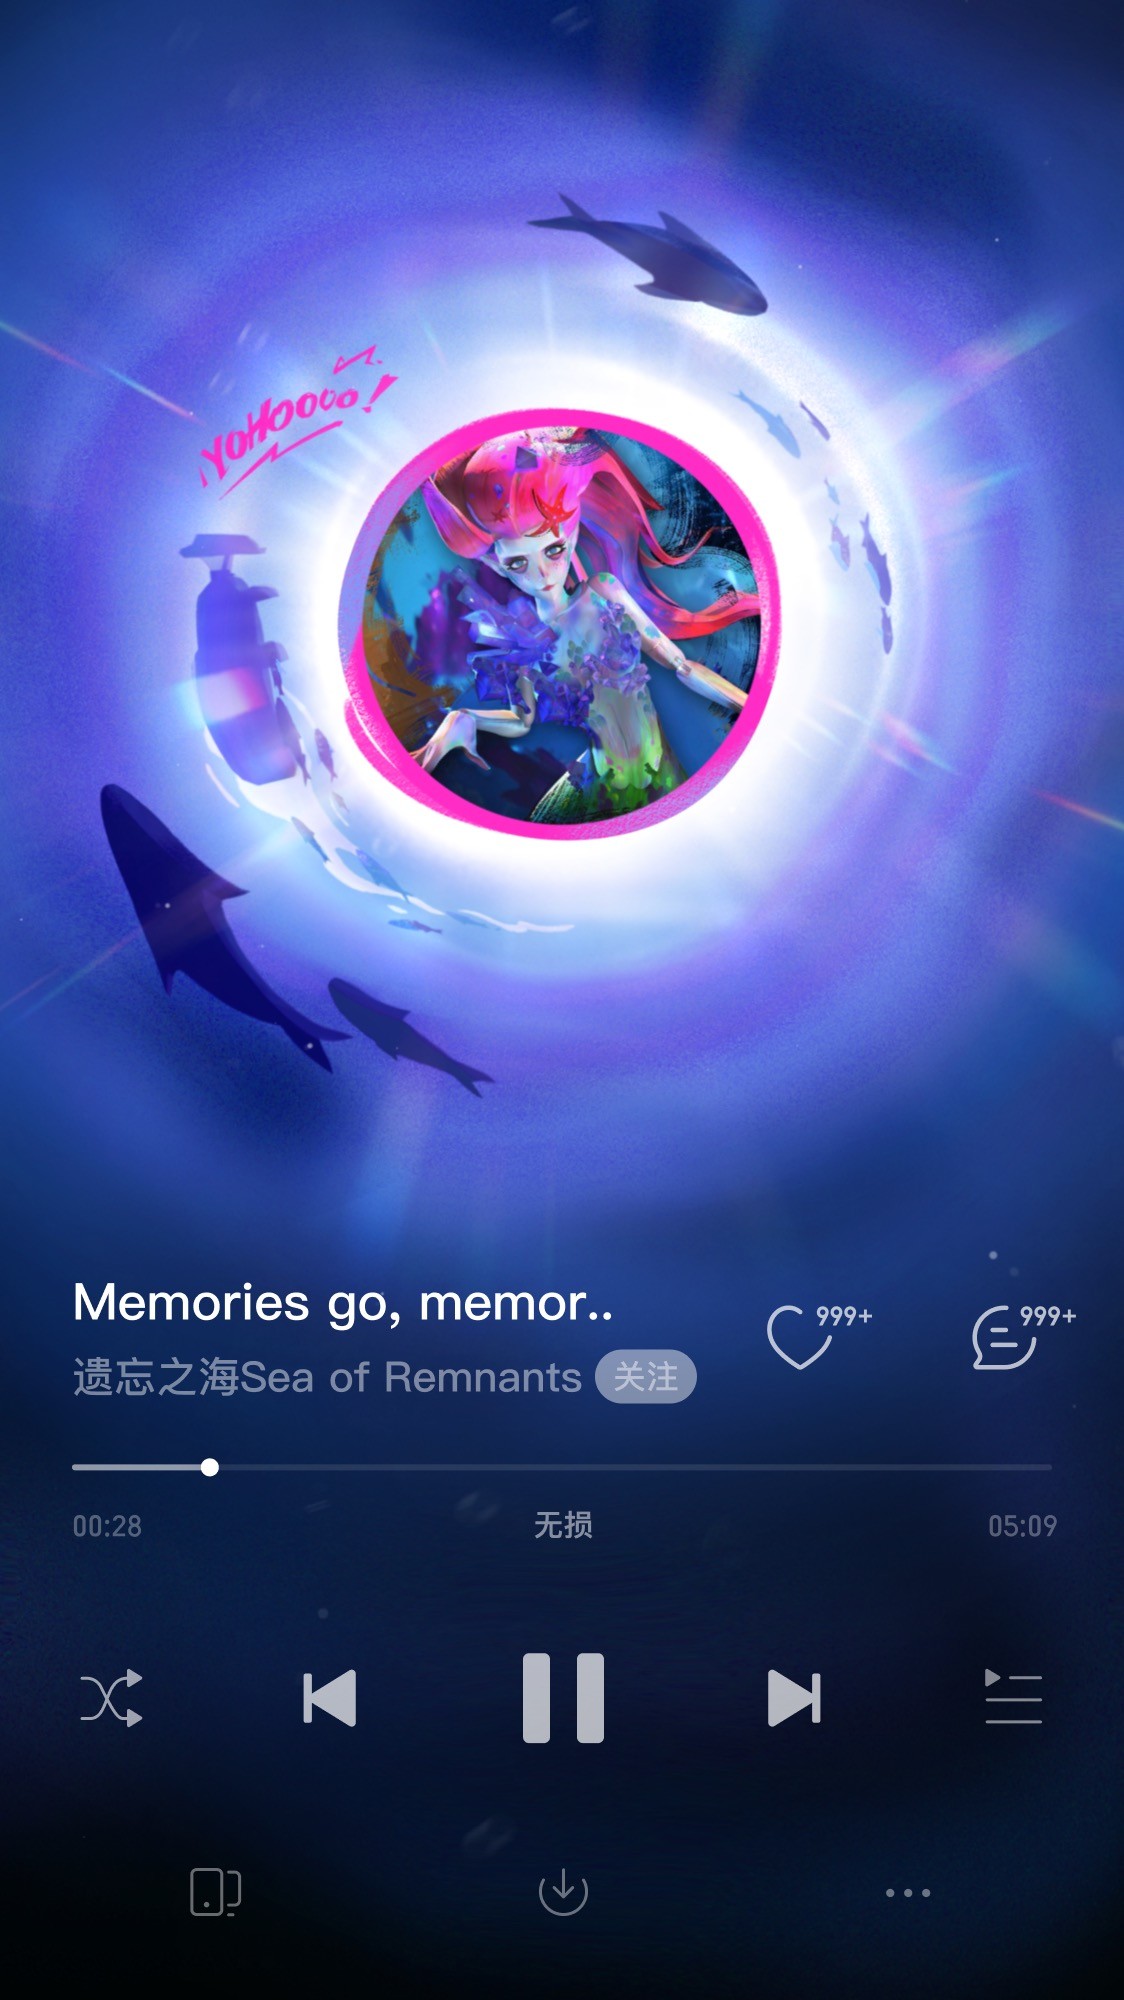 YOHOooo!
Memories go, memor..
999+
999+
遗忘之海Sea of Remnants
关注
00:28
无损
05:09